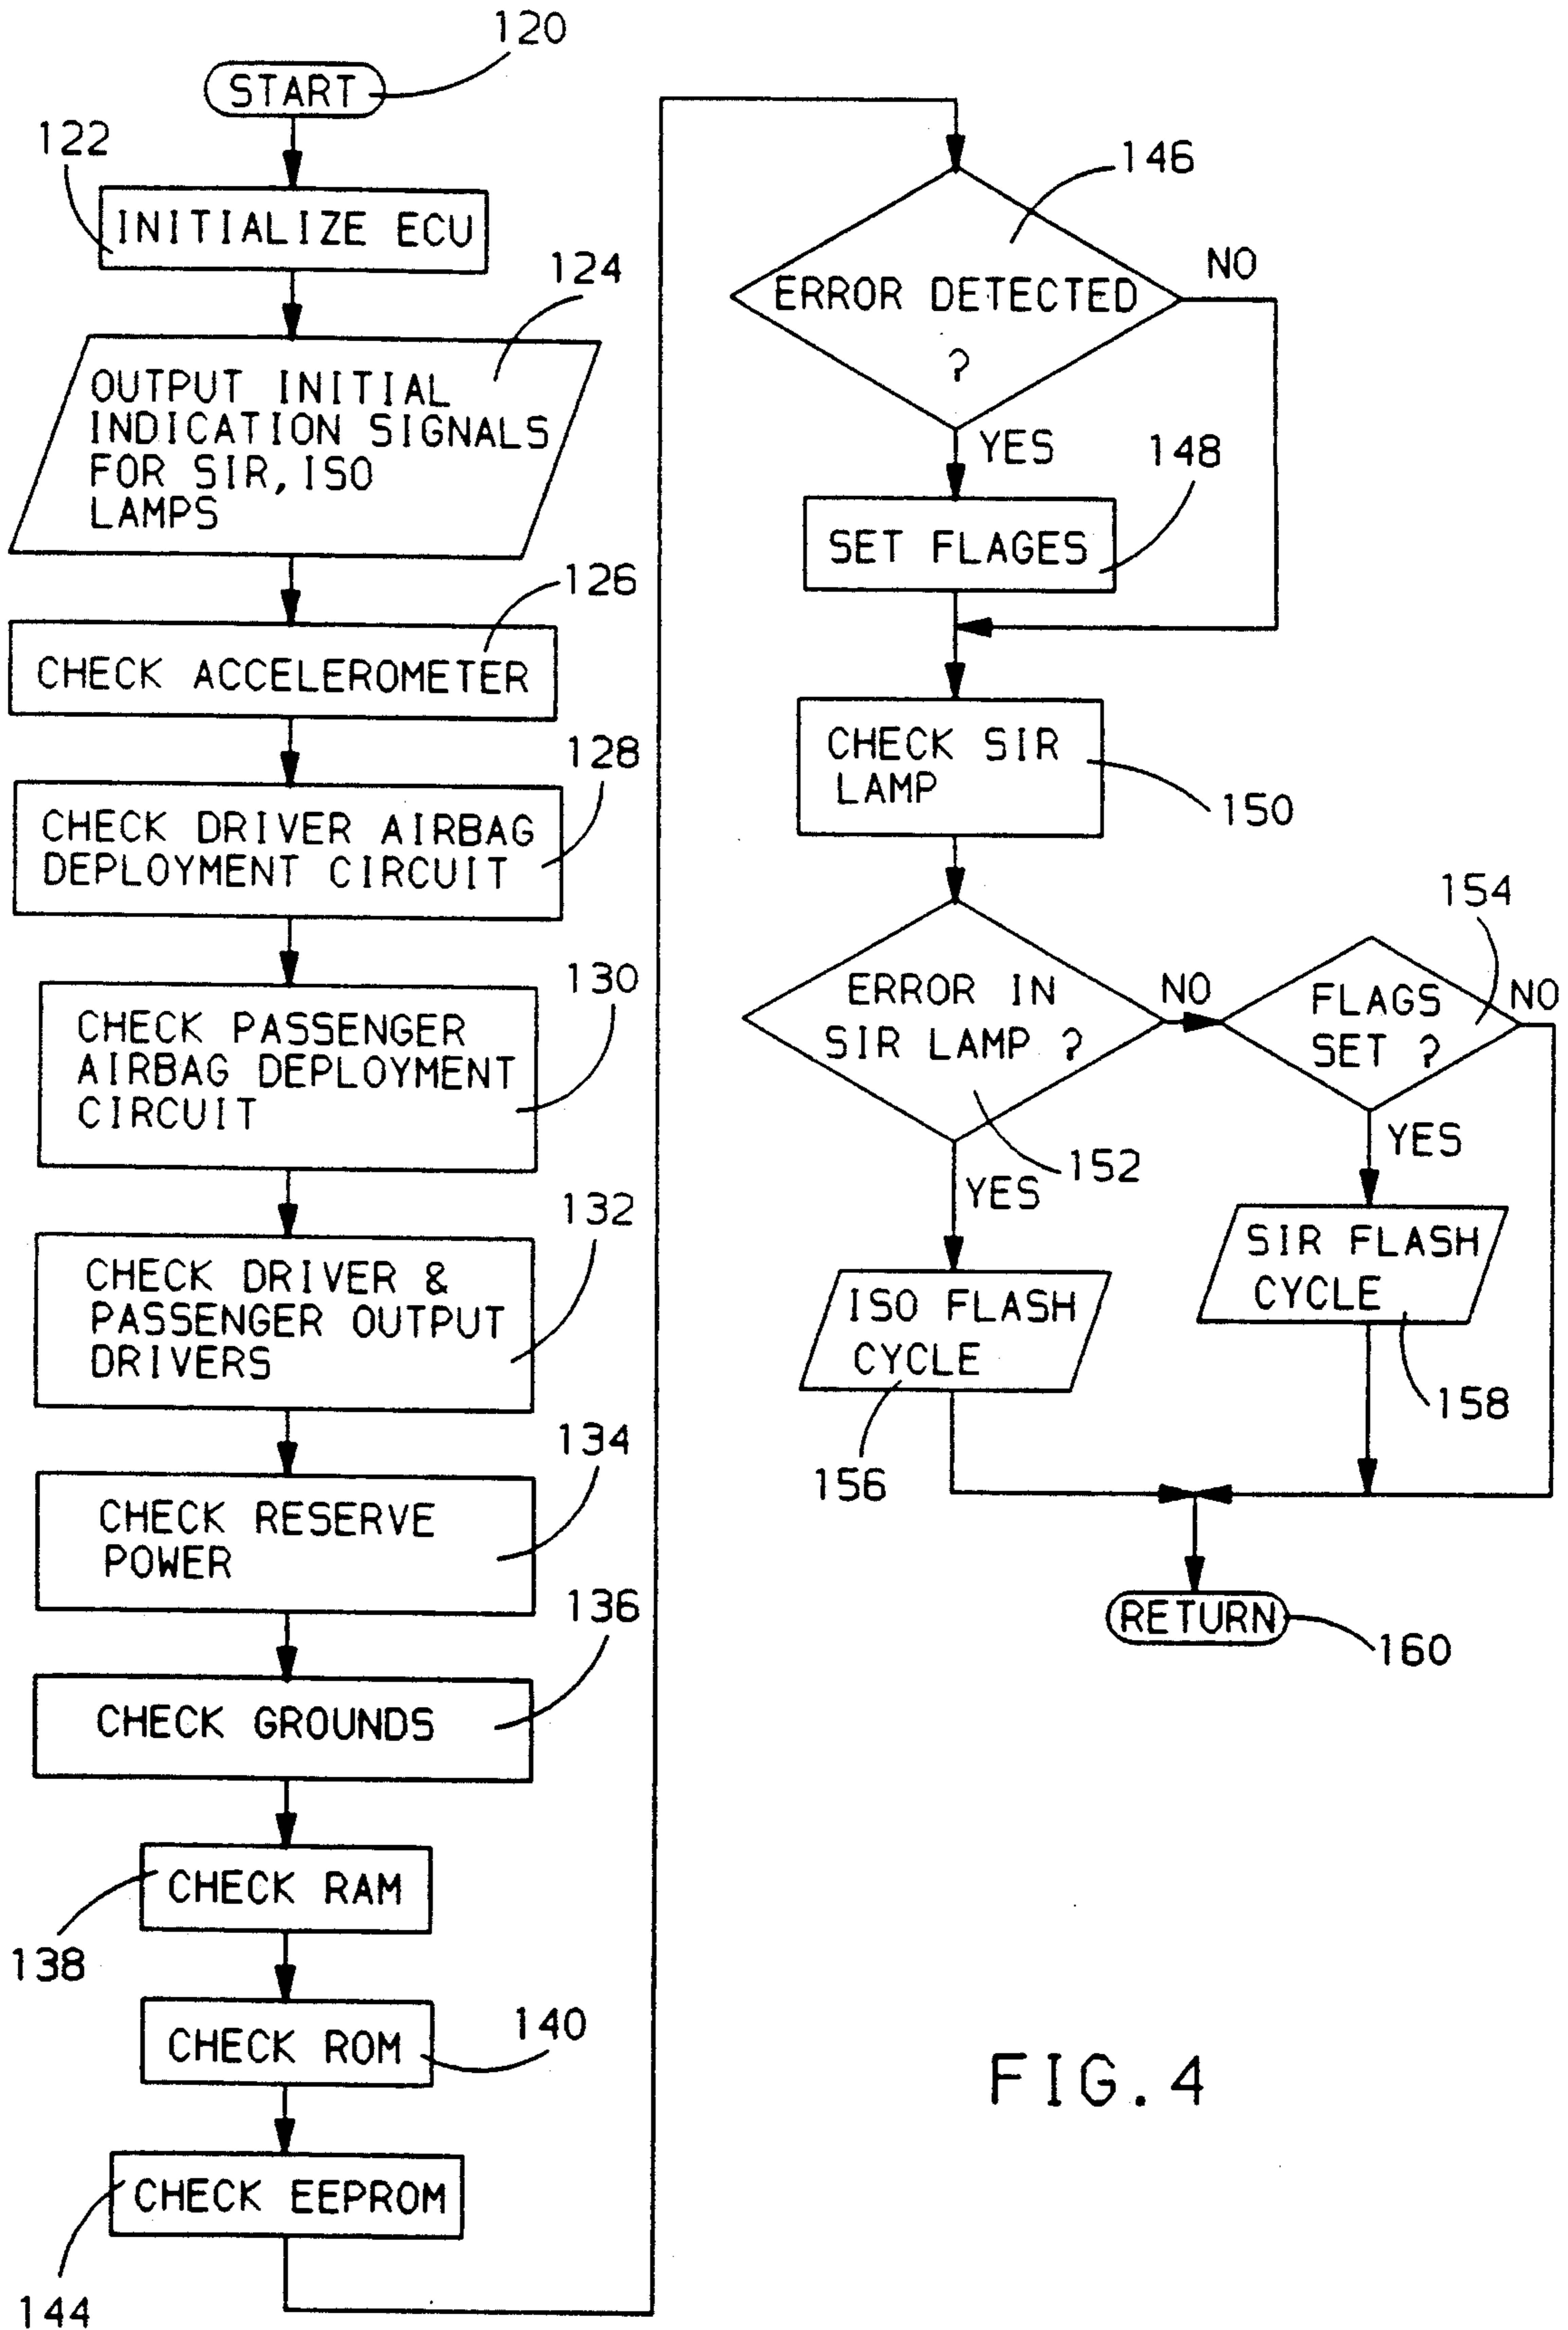 120
START
122
INITIALIZE ECU
124
OUTPUT INITIAL
INDICATION SIGNALS
FOR SIR, ISO
LAMPS
126
CHECK ACCELEROMETER
128
CHECK DRIVER AIRBAG
DEPLOYMENT CIRCUIT
130
CHECK PASSENGER
AIRBAG DEPLOYMENT
CIRCUIT
132
CHECK DRIVER &
PASSENGER OUTPUT
DRIVERS
134
CHECK RESERVE
POWER
136
CHECK GROUNDS
CHECK RAM
138
CHECK ROM
140
CHECK EEPROM
144
146
ERROR DETECTED
?
NO
YES
148
SET FLAGES
CHECK SIR
LAMP
150
ERROR IN
SIR LAMP ?
NO
152
YES
154
FLAGS
SET ?
NO
YES
ISO FLASH
CYCLE
156
SIR FLASH
CYCLE
158
RETURN
160
FIG. 4